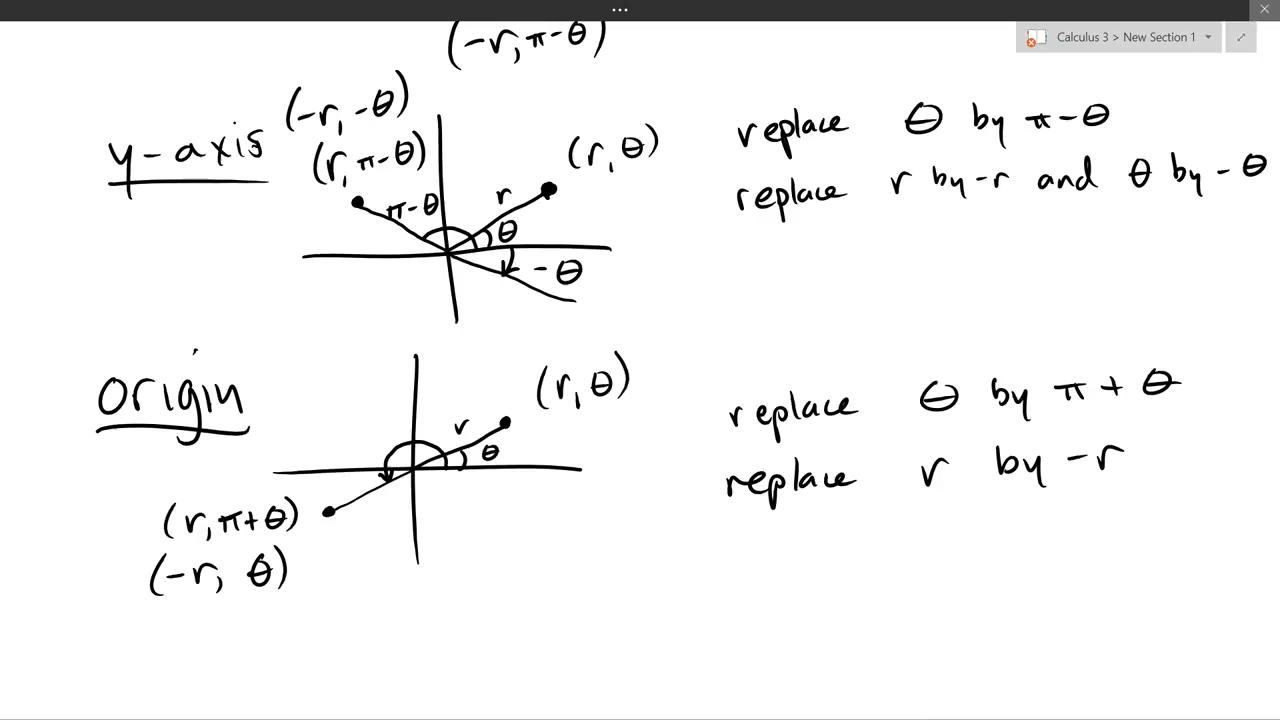 ...
Calculus 3 > New Section 1
(-r, π-θ)
y-axis
(-r, -θ)
(r, π-θ)
(r, θ)
π-θ
r
θ
-θ
replace θ by π-θ
replace r by -r and θ by -θ
origin
(r, θ)
r
θ
(r, π+θ)
(-r, θ)
replace θ by π+θ
replace r by -r